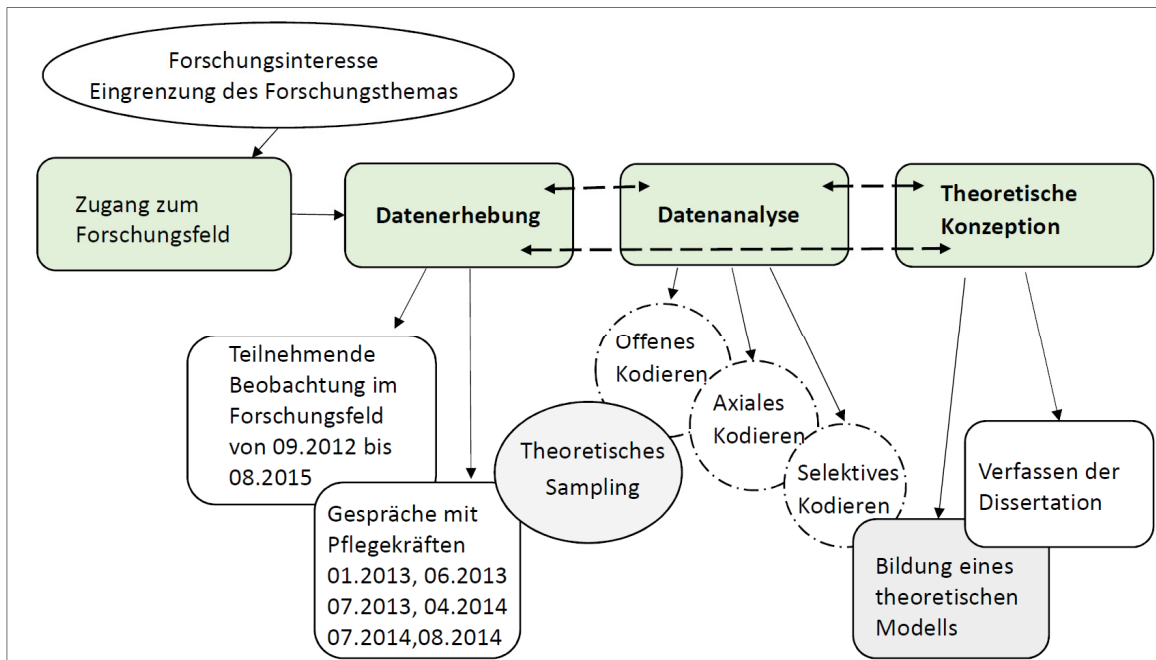 Forschungsinteresse
Eingrenzung des Forschungsthemas
Zugang zum
Forschungsfeld
Datenerhebung
Datenanalyse
Theoretische
Konzeption
Teilnehmende
Beobachtung im
Forschungsfeld
von 09.2012 bis
08.2015
Gespräche mit
Pflegekräften
01.2013, 06.2013
07.2013, 04.2014
07.2014,08.2014
Theoretisches
Sampling
Offenes
Kodieren
Axiales
Kodieren
Selektives
Kodieren
Bildung eines
theoretischen
Modells
Verfassen der
Dissertation